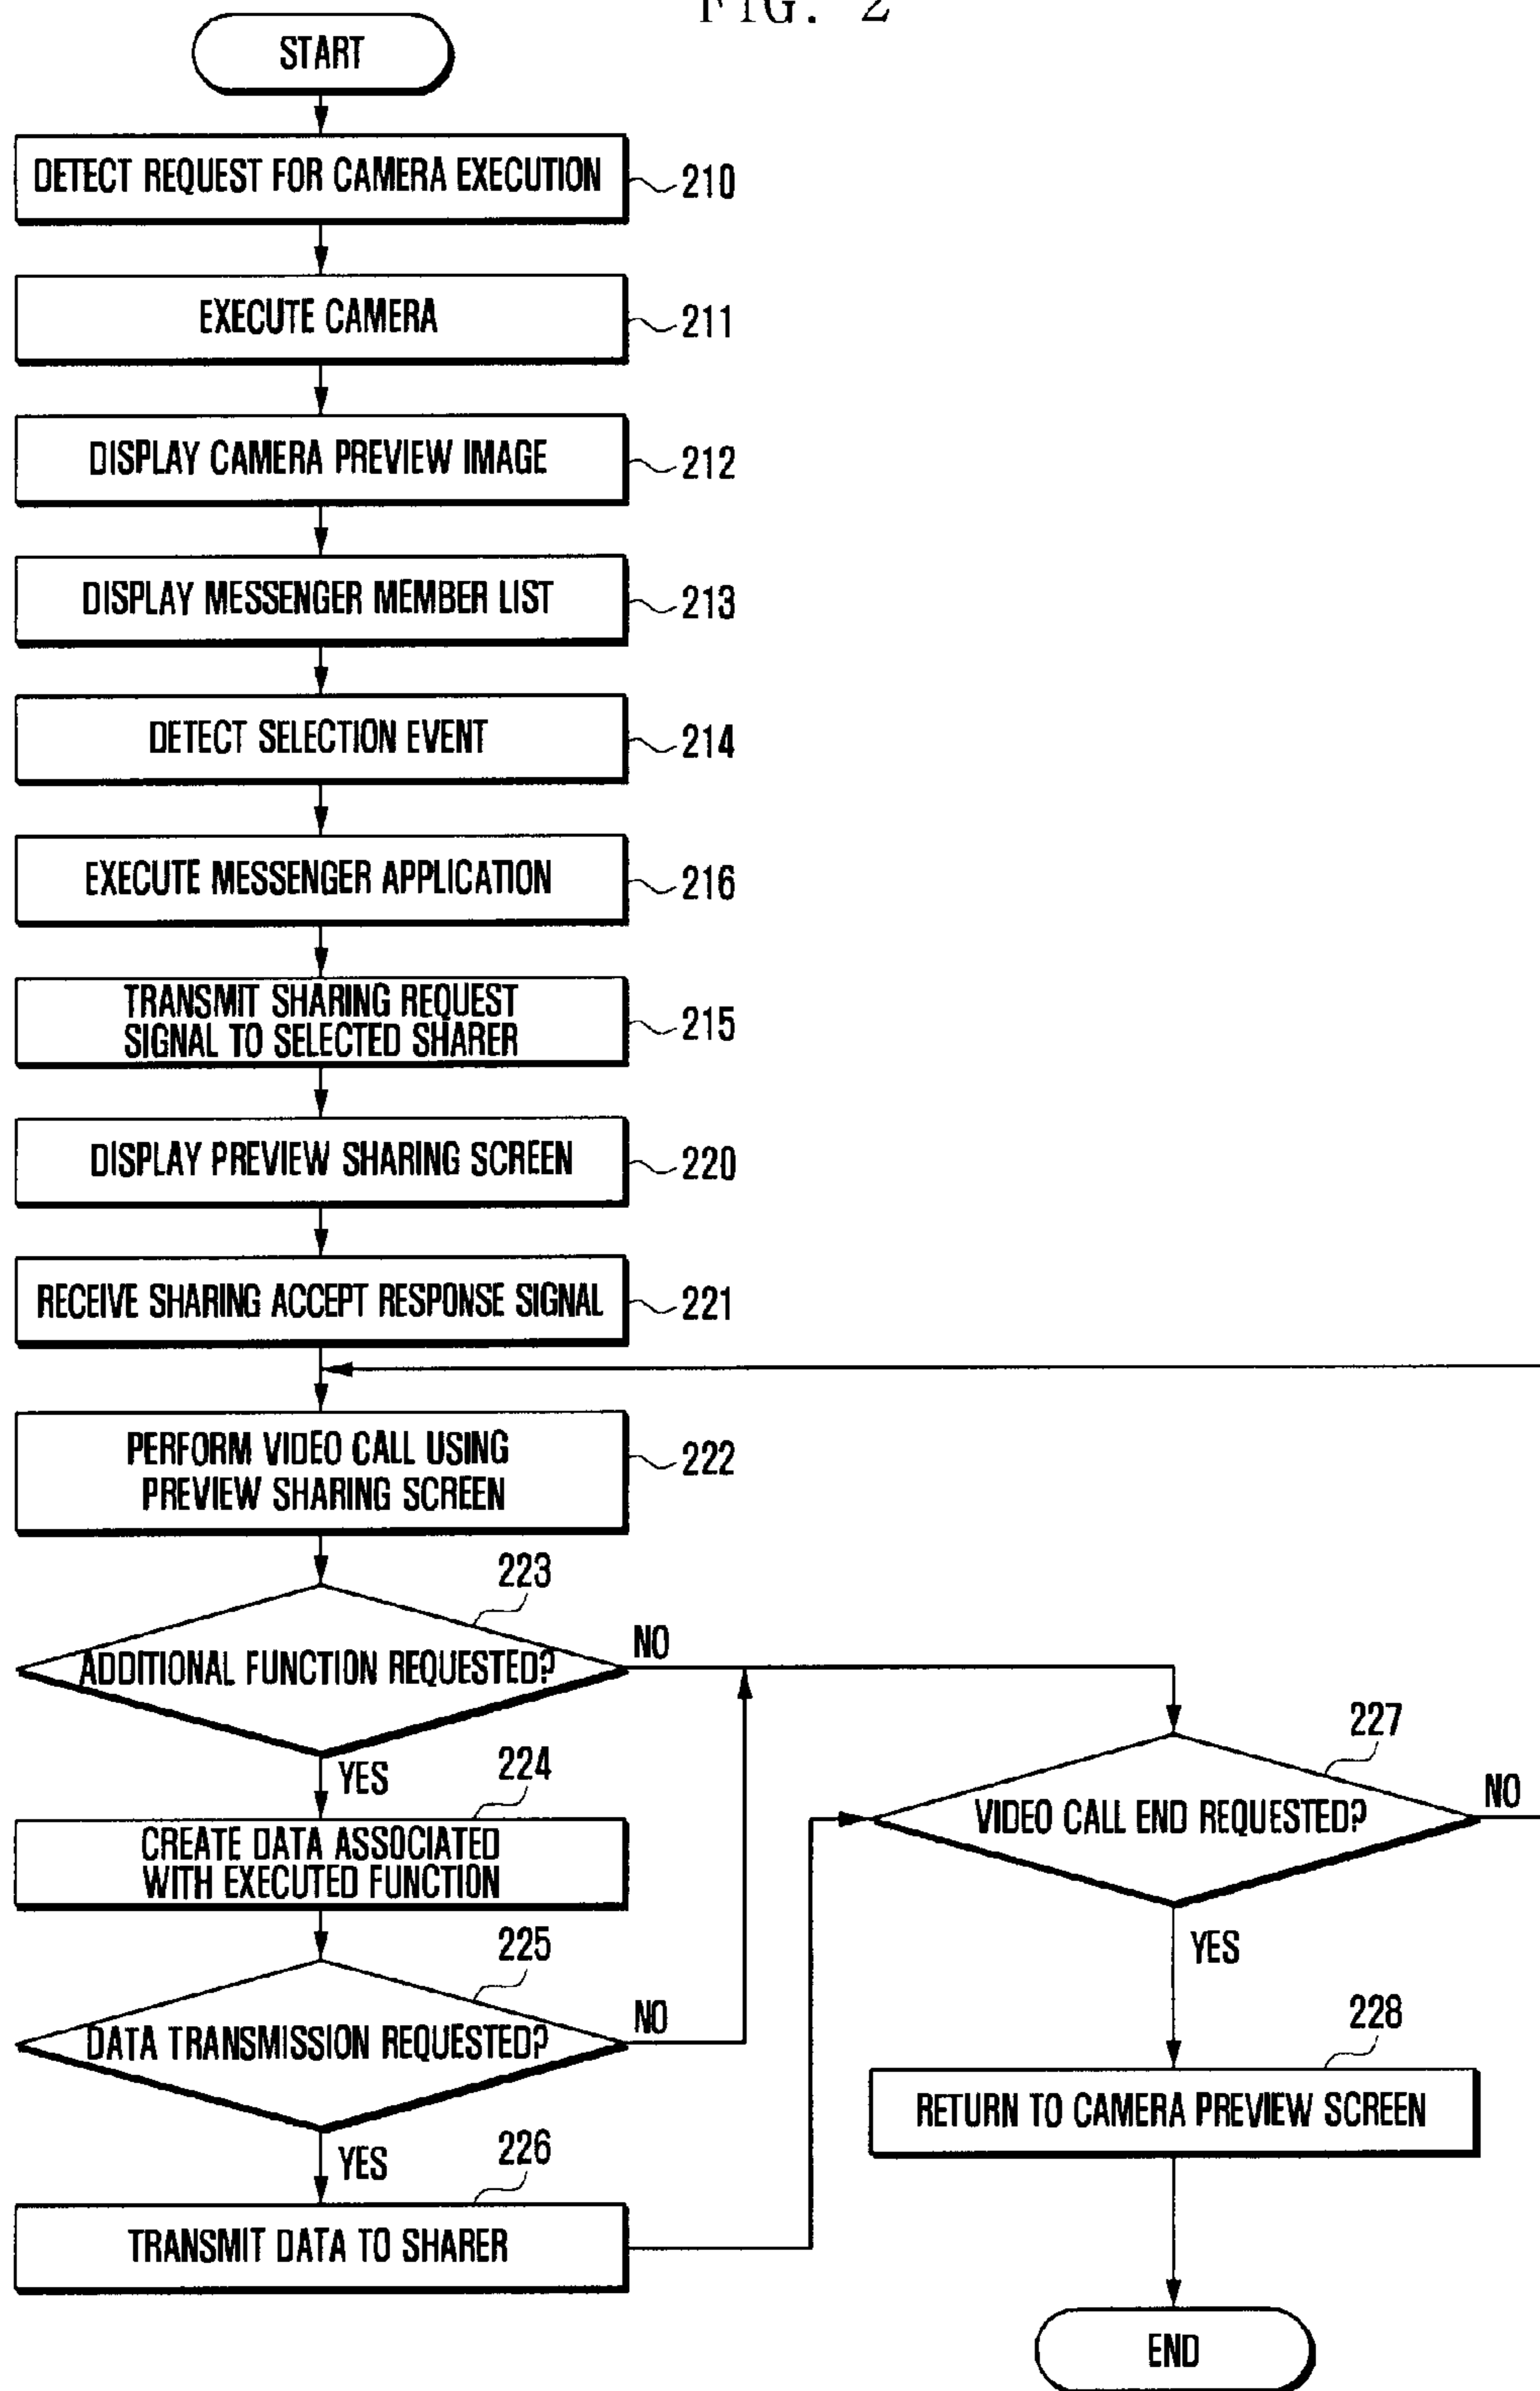 FIG. 2
START
DETECT REQUEST FOR CAMERA EXECUTION
210
EXECUTE CAMERA
211
DISPLAY CAMERA PREVIEW IMAGE
212
DISPLAY MESSENGER MEMBER LIST
213
DETECT SELECTION EVENT
214
EXECUTE MESSENGER APPLICATION
216
TRANSMIT SHARING REQUEST
SIGNAL TO SELECTED SHARER
215
DISPLAY PREVIEW SHARING SCREEN
220
RECEIVE SHARING ACCEPT RESPONSE SIGNAL
221
PERFORM VIDEO CALL USING
PREVIEW SHARING SCREEN
222
223
ADDITIONAL FUNCTION REQUESTED?
NO
YES
224
CREATE DATA ASSOCIATED
WITH EXECUTED FUNCTION
225
DATA TRANSMISSION REQUESTED?
NO
YES
226
TRANSMIT DATA TO SHARER
227
VIDEO CALL END REQUESTED?
NO
YES
228
RETURN TO CAMERA PREVIEW SCREEN
END